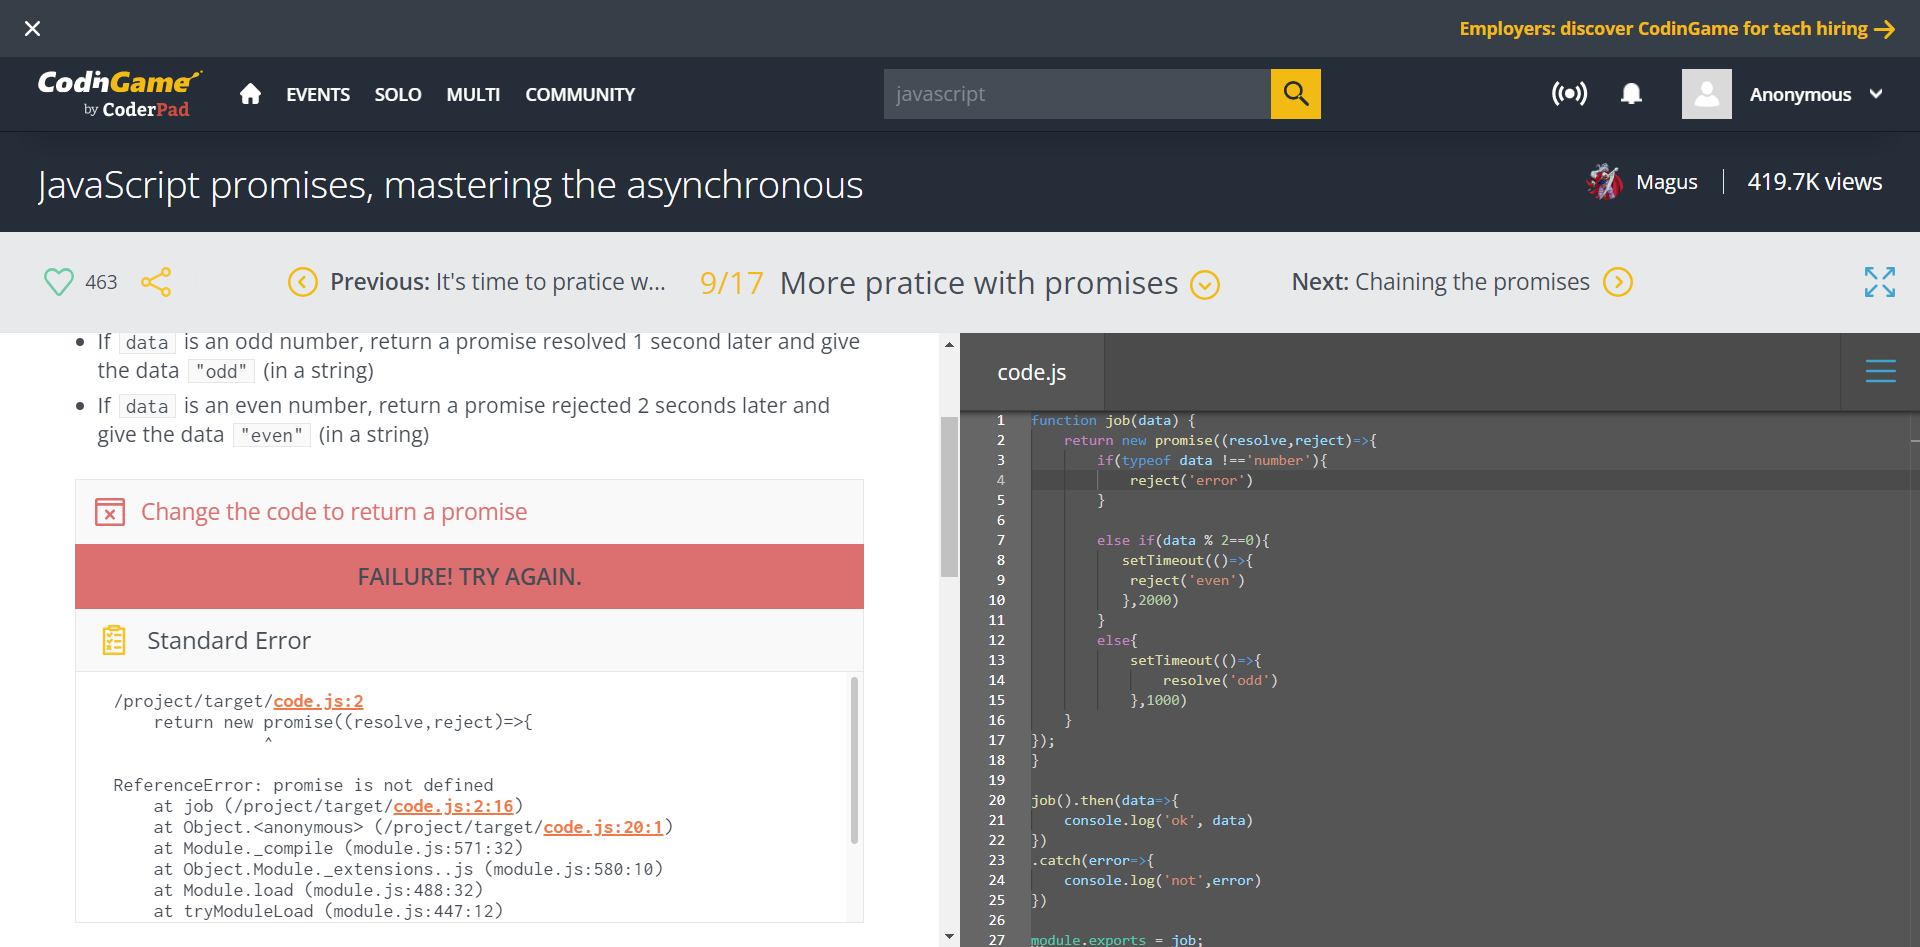 Employers: discover CodinGame for tech hiring
CodinGame
by CoderPad
EVENTS SOLO MULTI COMMUNITY
javascript
Anonymous
JavaScript promises, mastering the asynchronous
Magus
419.7K views
463
Previous: It's time to pratice w...
9/17 More pratice with promises
Next: Chaining the promises
If data is an odd number, return a promise resolved 1 second later and give
the data "odd" (in a string)
If data is an even number, return a promise rejected 2 seconds later and
give the data "even" (in a string)
Change the code to return a promise
FAILURE! TRY AGAIN.
Standard Error
/project/target/code.js:2
return new promise((resolve,reject)=>{
^
ReferenceError: promise is not defined
at job (/project/target/code.js:2:16)
at Object.<anonymous> (/project/target/code.js:20:1)
at Module._compile (module.js:571:32)
at Object.Module._extensions..js (module.js:580:10)
at Module.load (module.js:488:32)
at tryModuleLoad (module.js:447:12)
code.js
1 function job(data) {
2 return new promise((resolve,reject)=>{
3 if(typeof data !=='number'){
4 reject('error')
5 }
6
7 else if(data % 2==0){
8 setTimeout(()=>{
9 reject('even')
10 },2000)
11 }
12 else{
13 setTimeout(()=>{
14 resolve('odd')
15 },1000)
16 }
17 });
18 }
19
20 job().then(data=>{
21 console.log('ok', data)
22 })
23 .catch(error=>{
24 console.log('not',error)
25 })
26
27 module.exports = job;